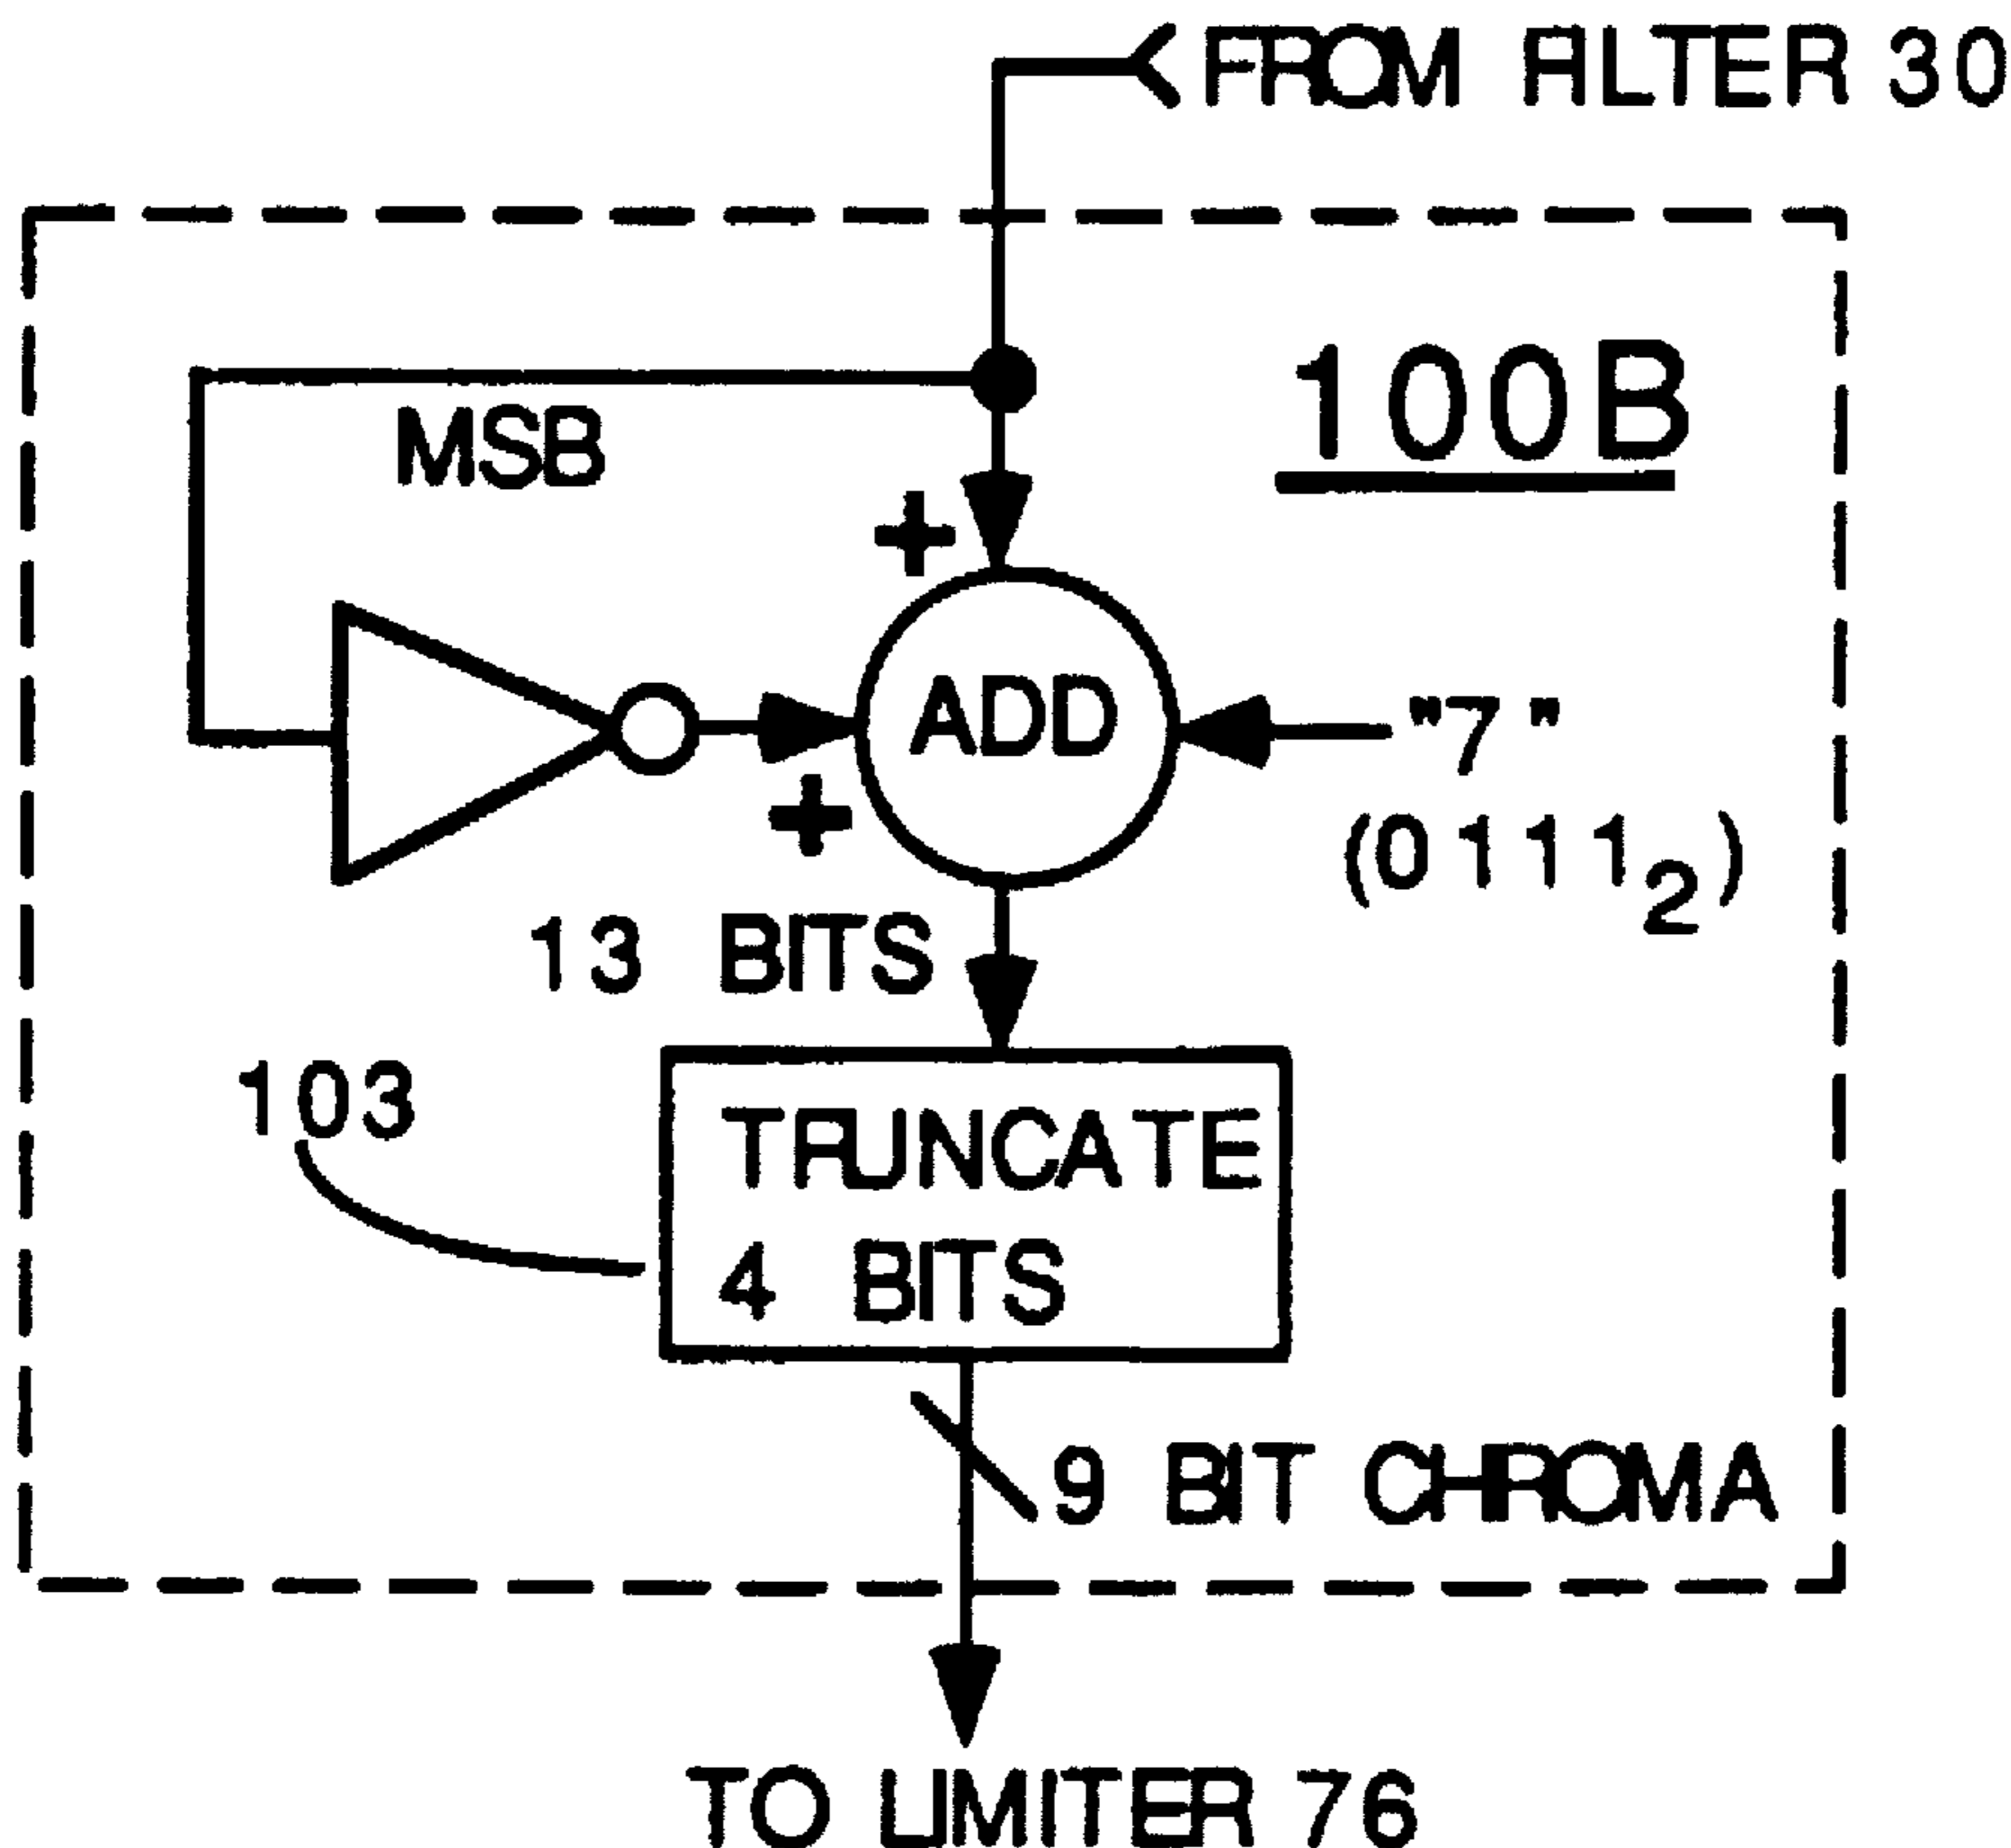 FROM FILTER 30
100B
MSB
+
ADD
"7"
+
(0111₂)
13 BITS
103
TRUNCATE
4 BITS
9 BIT CHROMA
TO LIMITER 76